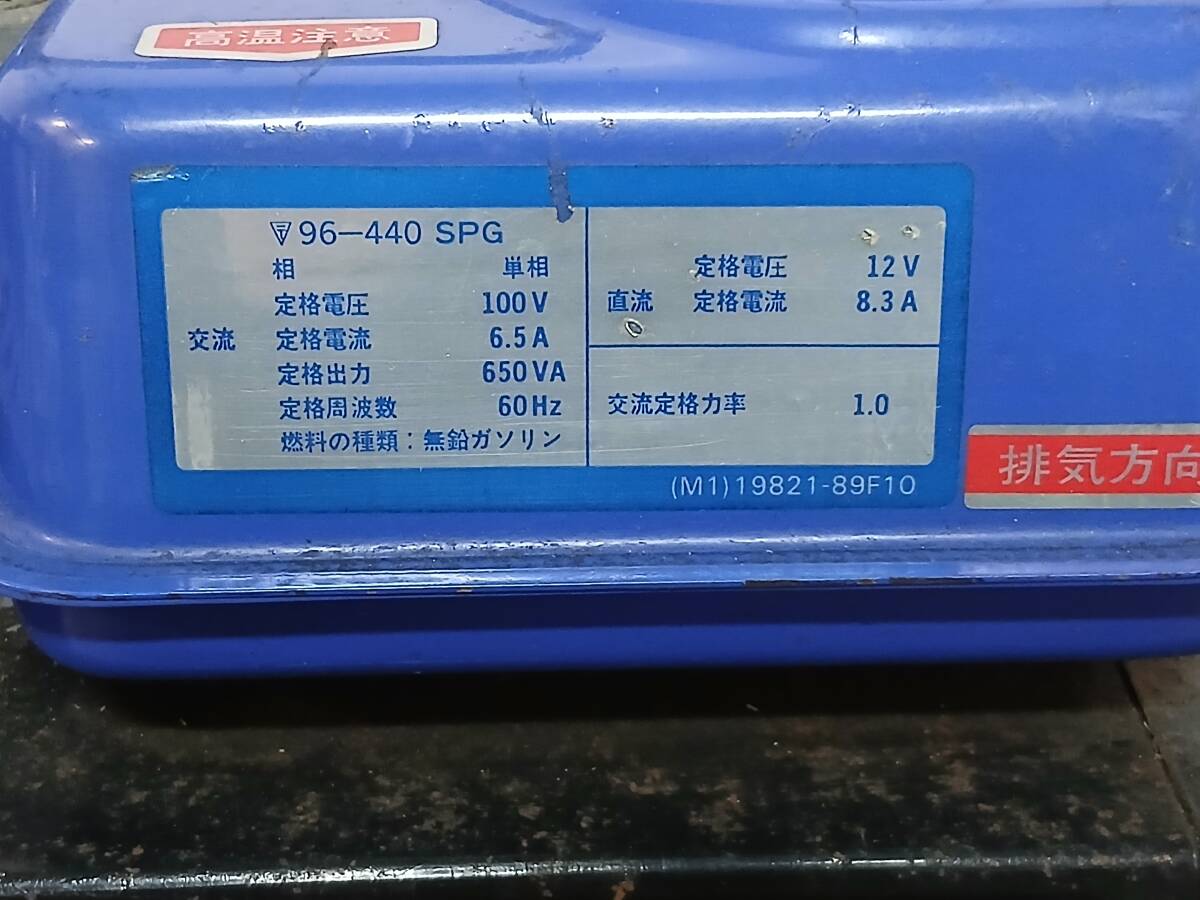 高温注意
96-440 SPG
相 単相
定格電圧 100V
交流 定格電流 6.5A
定格出力 650VA
定格周波数 60Hz
燃料の種類：無鉛ガソリン
定格電圧 12V
直流 定格電流 8.3A
交流定格力率 1.0
(M1)19821-89F10
排気方向